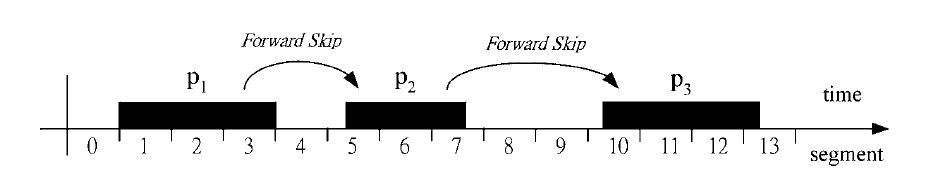 Forward Skip Forward Skip
p1 p2 p3
time
0 1 2 3 4 5 6 7 8 9 10 11 12 13
segment